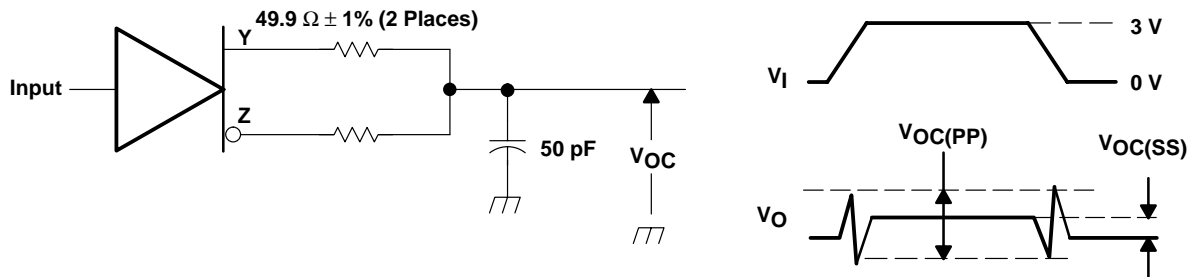 49.9 Ω ± 1% (2 Places)
Y
Input
Z
50 pF
VOC
3 V
VI
0 V
VOC(PP)
VOC(SS)
VO